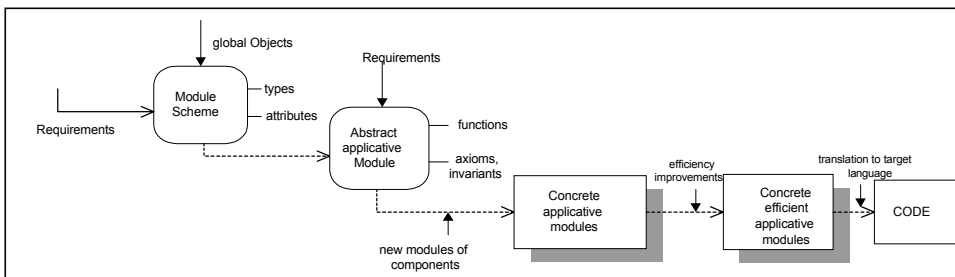 global Objects
Requirements
Module
Scheme
types
attributes
Requirements
Abstract
applicative
Module
functions
axioms,
invariants
new modules of
components
Concrete
applicative
modules
efficiency
improvements
Concrete
efficient
applicative
modules
translation to target
language
CODE